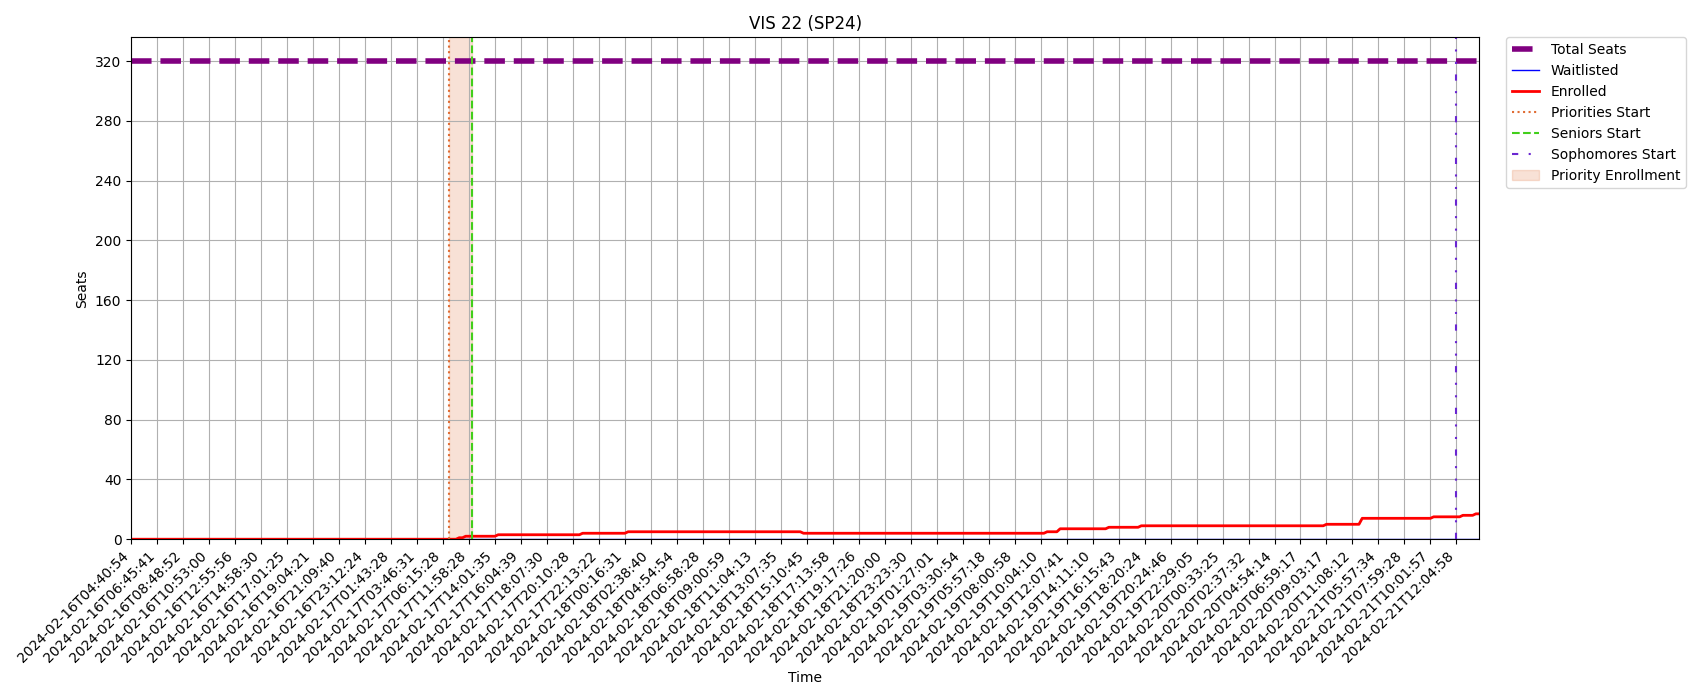 VIS 22 (SP24)
Total Seats
Waitlisted
Enrolled
Priorities Start
Seniors Start
Sophomores Start
Priority Enrollment
Seats
320
280
240
200
160
120
80
40
0
2024-02-16T04:40:54
2024-02-16T06:45:41
2024-02-16T08:48:52
2024-02-16T10:53:00
2024-02-16T12:55:56
2024-02-16T14:58:30
2024-02-16T17:01:25
2024-02-16T19:04:21
2024-02-16T21:09:40
2024-02-16T23:12:24
2024-02-17T01:43:28
2024-02-17T03:46:31
2024-02-17T06:15:28
2024-02-17T11:58:28
2024-02-17T14:01:35
2024-02-17T16:04:39
2024-02-17T18:07:30
2024-02-17T20:10:28
2024-02-17T22:13:22
2024-02-18T00:16:31
2024-02-18T02:38:40
2024-02-18T04:54:54
2024-02-18T06:58:28
2024-02-18T09:00:59
2024-02-18T11:04:13
2024-02-18T13:07:35
2024-02-18T15:10:45
2024-02-18T17:13:58
2024-02-18T19:17:26
2024-02-18T21:20:00
2024-02-18T23:23:30
2024-02-19T01:27:01
2024-02-19T03:30:54
2024-02-19T05:57:18
2024-02-19T08:00:58
2024-02-19T10:04:10
2024-02-19T12:07:41
2024-02-19T14:11:10
2024-02-19T16:15:43
2024-02-19T18:20:24
2024-02-19T20:24:46
2024-02-19T22:29:05
2024-02-20T00:33:25
2024-02-20T02:37:32
2024-02-20T04:54:14
2024-02-20T06:59:17
2024-02-20T09:03:17
2024-02-20T11:08:12
2024-02-21T05:57:34
2024-02-21T07:59:28
2024-02-21T10:01:57
2024-02-21T12:04:58
Time